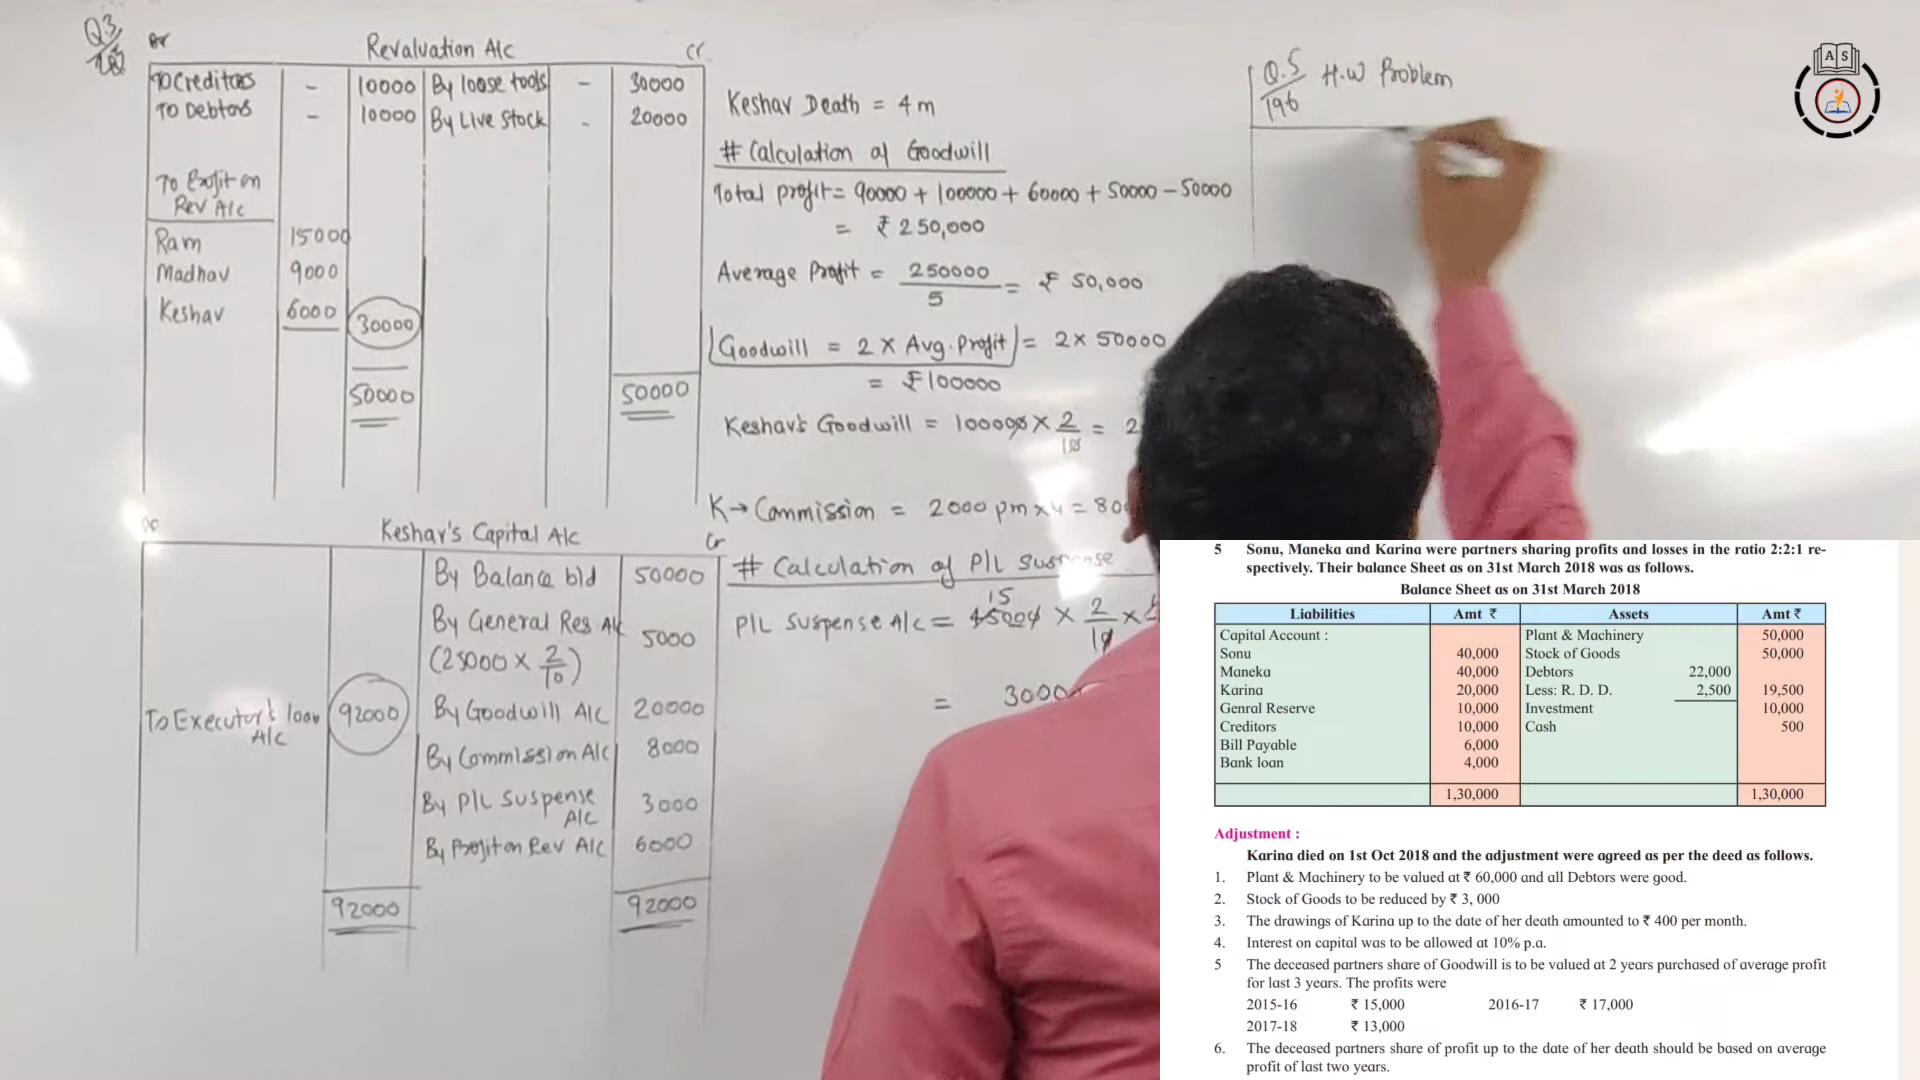 Q3
Dr Revaluation A/c Cr
To Creditors - 10000 By loose tools - 30000
To Debtors - 10000 By Live Stock - 20000
To Profit on
Rev A/c
Ram 15000
Madhav 9000
Keshav 6000 30000
50000 50000
Keshav's Capital A/c Cr
By Balance b/d 50000
By General Res A/c 5000
(25000 × 2/10)
To Executor's loan A/c 92000 By Goodwill A/c 20000
By Commission A/c 8000
By P/L Suspense A/c 3000
By Profit on Rev A/c 6000
92000 92000
Keshav Death = 4 m
# Calculation of Goodwill
Total profit = 90000 + 100000 + 60000 + 50000 - 50000
= ₹ 250,000
Average Profit = 250000/5 = ₹ 50,000
Goodwill = 2 × Avg. Profit = 2 × 50000
= ₹ 100000
Keshav's Goodwill = 100000 × 2/10 = 2
K → Commission = 2000 pm × 4 = 80
# Calculation of P/L Suspense
15
P/L Suspense A/c = 45000 × 2/10 ×
= 3000
Q.5 H.W Problem
196
A S
5 Sonu, Maneka and Karina were partners sharing profits and losses in the ratio 2:2:1 re-
spectively. Their balance Sheet as on 31st March 2018 was as follows.
Balance Sheet as on 31st March 2018
Liabilities Amt ₹ Assets Amt ₹
Capital Account : Plant & Machinery 50,000
Sonu 40,000 Stock of Goods 50,000
Maneka 40,000 Debtors 22,000
Karina 20,000 Less: R. D. D. 2,500 19,500
Genral Reserve 10,000 Investment 10,000
Creditors 10,000 Cash 500
Bill Payable 6,000
Bank loan 4,000
1,30,000 1,30,000
Adjustment :
Karina died on 1st Oct 2018 and the adjustment were agreed as per the deed as follows.
1. Plant & Machinery to be valued at ₹ 60,000 and all Debtors were good.
2. Stock of Goods to be reduced by ₹ 3, 000
3. The drawings of Karina up to the date of her death amounted to ₹ 400 per month.
4. Interest on capital was to be allowed at 10% p.a.
5 The deceased partners share of Goodwill is to be valued at 2 years purchased of average profit
for last 3 years. The profits were
2015-16 ₹ 15,000 2016-17 ₹ 17,000
2017-18 ₹ 13,000
6. The deceased partners share of profit up to the date of her death should be based on average
profit of last two years.